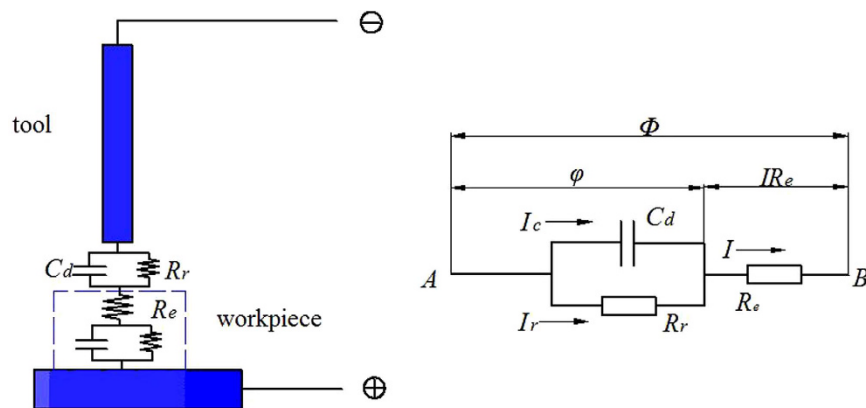 ⊖
tool
Φ
φ
IRe
Ic
Cd
I
A
B
Re
Ir
Rr
Cd
Rr
Re
workpiece
⊕